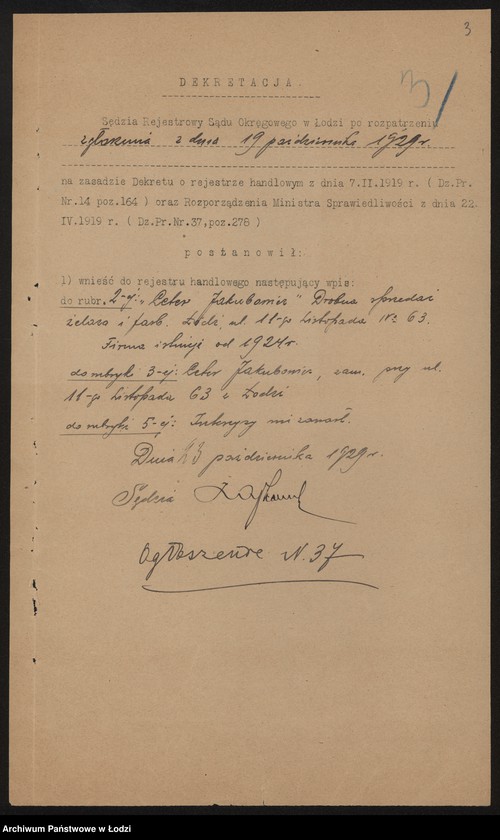 3
3
DEKRETACJA.
Sędzia Rejestrowy Sądu Okręgowego w Łodzi po rozpatrzeniu
zgłoszenia z dnia 19 października 1929 r.
na zasadzie Dekretu o rejestrze handlowym z dnia 7.II.1919 r. ( Dz.Pr.
Nr.14 poz.164 ) oraz Rozporządzenia Ministra Sprawiedliwości z dnia 22.
IV.1919 r. ( Dz.Pr.Nr.37,poz.278 )
postanowił:
1) wnieść do rejestru handlowego następujący wpis:
do rubr. 2-ej: „ Jakubowicz" Drobna sprzedaż
żelaza i farb. Łódź, ul. 11-go Listopada № 63.
Firma istnieje od 1924 r.
do rubryki 3-ej: Jakubowicz, zam. przy ul.
11-go Listopada 63 w Łodzi
do rubryki 5-ej: Intercyzy nie zawarł.
Dnia 23 października 1929 r.
Sędzia
Ogłoszenie N. 37
Archiwum Państwowe w Łodzi